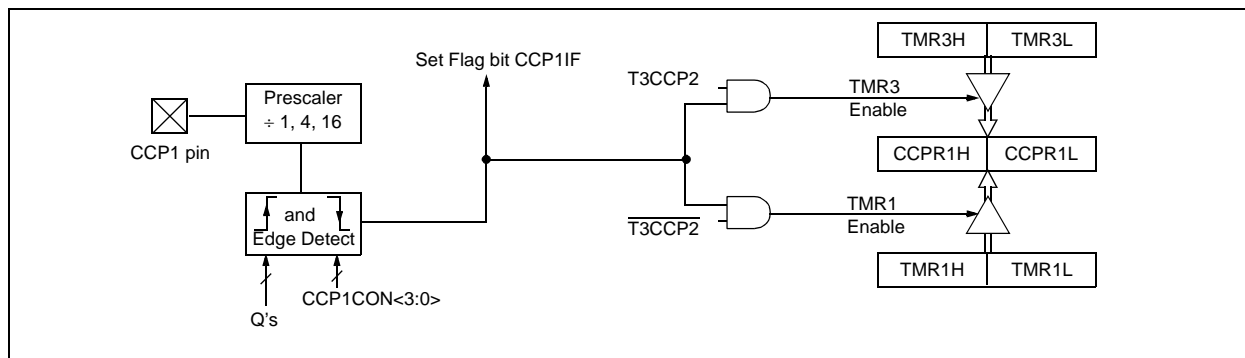 TMR3H TMR3L
Set Flag bit CCP1IF
T3CCP2
TMR3
Enable
Prescaler
÷ 1, 4, 16
CCP1 pin
CCPR1H CCPR1L
and
Edge Detect
T3CCP2
TMR1
Enable
TMR1H TMR1L
CCP1CON<3:0>
Q's